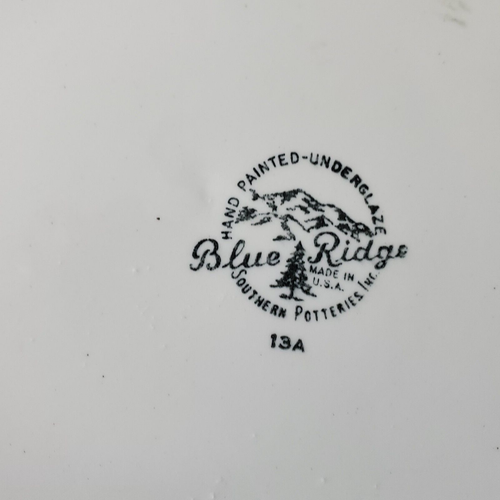 HAND PAINTED-UNDERGLAZE
Blue Ridge
MADE IN
U.S.A.
SOUTHERN POTTERIES INC.
13A